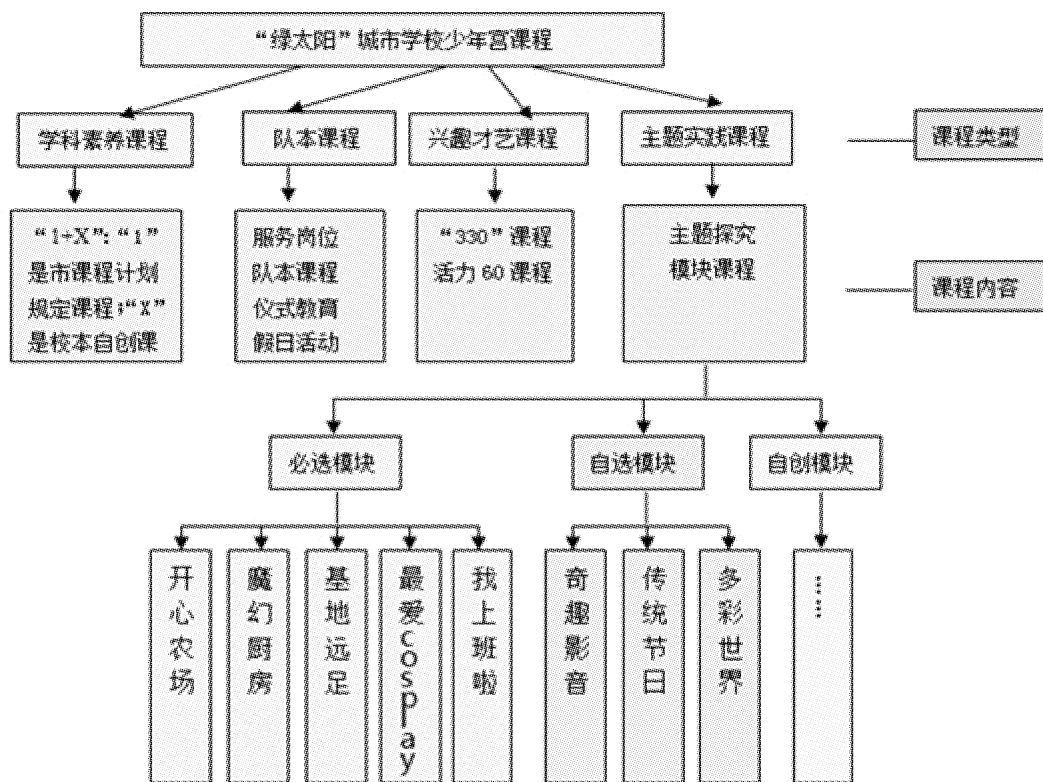 “绿太阳”城市学校少年宫课程
学科素养课程
队本课程
兴趣才艺课程
主题实践课程
课程类型
“1+X”：“1”
是市课程计划
规定课程；“X”
是校本自创课
服务岗位
队本课程
仪式教育
假日活动
“330”课程
活力 60 课程
主题探究
模块课程
课程内容
必选模块
自选模块
自创模块
开心农场
魔幻厨房
基地远足
最爱cosplay
我上班啦
奇趣影音
传统节日
多彩世界
……